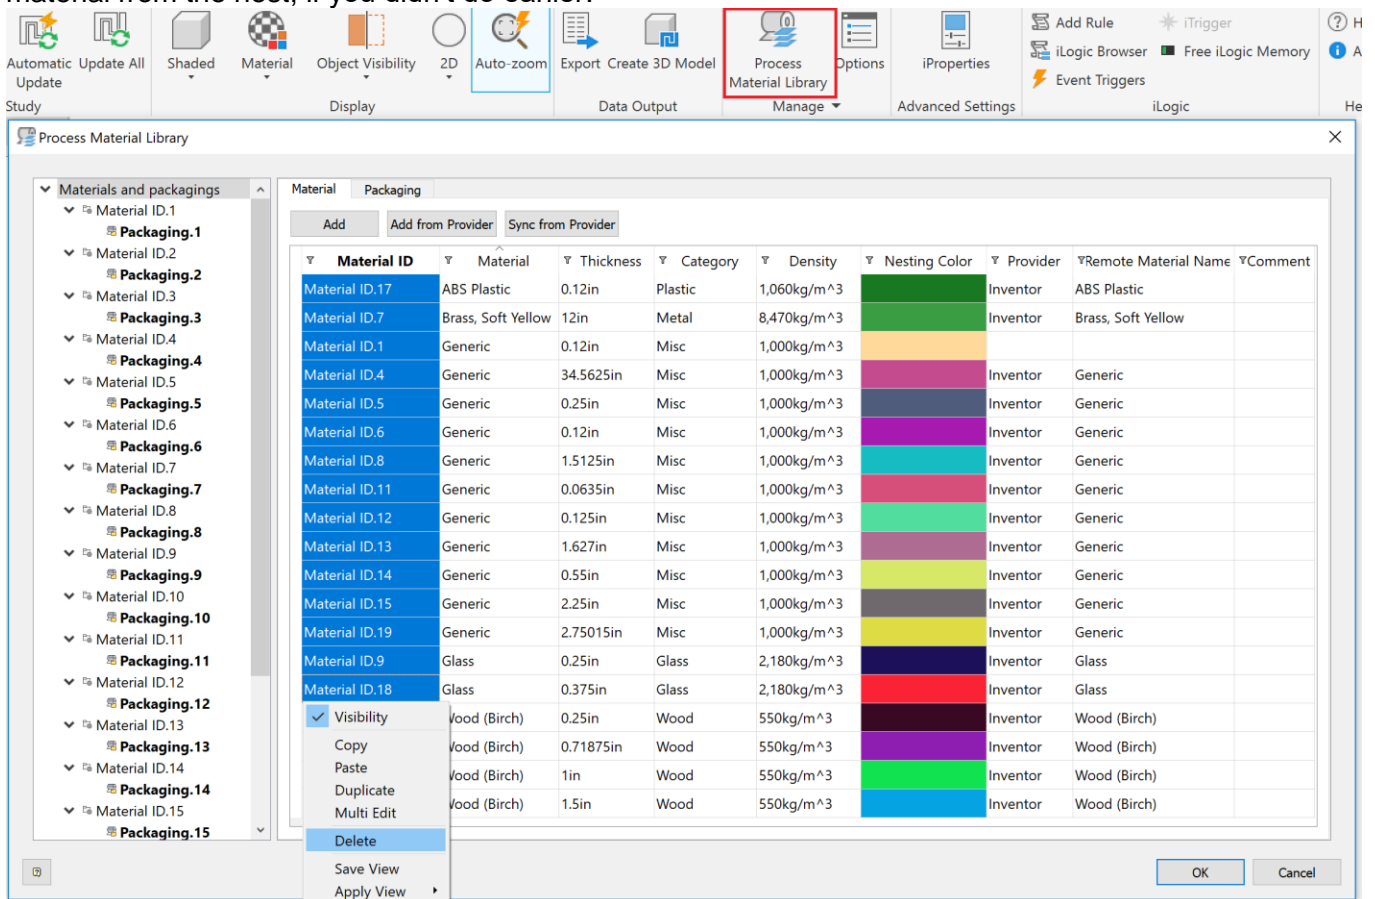 material from the nest, if you didn't do earlier.
Automatic Update
Update All
Shaded
Material
Object Visibility
2D
Auto-zoom
Export
Create 3D Model
Process Material Library
Options
iProperties
Add Rule
iTrigger
iLogic Browser
Free iLogic Memory
Event Triggers
H
A
Study
Display
Data Output
Manage
Advanced Settings
iLogic
He
Process Material Library
Materials and packagings
Material ID.1
Packaging.1
Material ID.2
Packaging.2
Material ID.3
Packaging.3
Material ID.4
Packaging.4
Material ID.5
Packaging.5
Material ID.6
Packaging.6
Material ID.7
Packaging.7
Material ID.8
Packaging.8
Material ID.9
Packaging.9
Material ID.10
Packaging.10
Material ID.11
Packaging.11
Material ID.12
Packaging.12
Material ID.13
Packaging.13
Material ID.14
Packaging.14
Material ID.15
Packaging.15
Material Packaging
Add Add from Provider Sync from Provider
Material ID Material Thickness Category Density Nesting Color Provider Remote Material Name Comment
Material ID.17 ABS Plastic 0.12in Plastic 1,060kg/m^3 Inventor ABS Plastic
Material ID.7 Brass, Soft Yellow 12in Metal 8,470kg/m^3 Inventor Brass, Soft Yellow
Material ID.1 Generic 0.12in Misc 1,000kg/m^3
Material ID.4 Generic 34.5625in Misc 1,000kg/m^3 Inventor Generic
Material ID.5 Generic 0.25in Misc 1,000kg/m^3 Inventor Generic
Material ID.6 Generic 0.12in Misc 1,000kg/m^3 Inventor Generic
Material ID.8 Generic 1.5125in Misc 1,000kg/m^3 Inventor Generic
Material ID.11 Generic 0.0635in Misc 1,000kg/m^3 Inventor Generic
Material ID.12 Generic 0.125in Misc 1,000kg/m^3 Inventor Generic
Material ID.13 Generic 1.627in Misc 1,000kg/m^3 Inventor Generic
Material ID.14 Generic 0.55in Misc 1,000kg/m^3 Inventor Generic
Material ID.15 Generic 2.25in Misc 1,000kg/m^3 Inventor Generic
Material ID.19 Generic 2.75015in Misc 1,000kg/m^3 Inventor Generic
Material ID.9 Glass 0.25in Glass 2,180kg/m^3 Inventor Glass
Material ID.18 Glass 0.375in Glass 2,180kg/m^3 Inventor Glass
Wood (Birch) 0.25in Wood 550kg/m^3 Inventor Wood (Birch)
Wood (Birch) 0.71875in Wood 550kg/m^3 Inventor Wood (Birch)
Wood (Birch) 1in Wood 550kg/m^3 Inventor Wood (Birch)
Wood (Birch) 1.5in Wood 550kg/m^3 Inventor Wood (Birch)
Visibility
Copy
Paste
Duplicate
Multi Edit
Delete
Save View
Apply View
OK Cancel